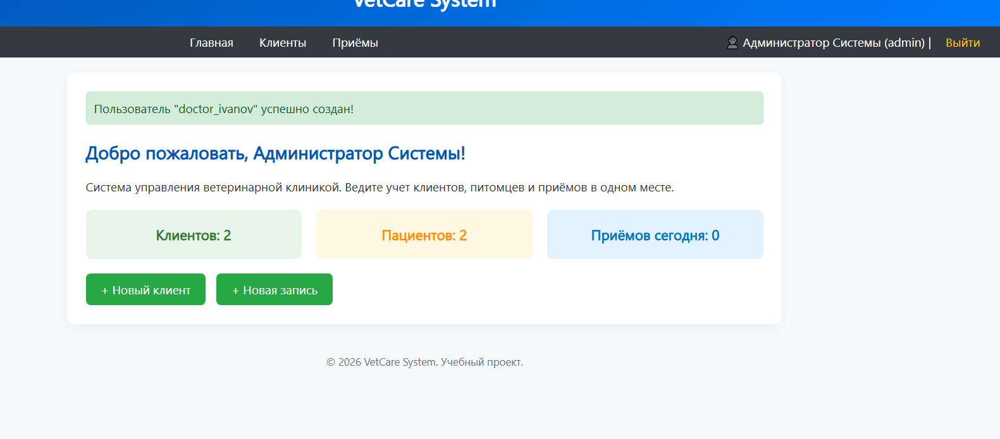 VetCare System
Главная Клиенты Приёмы Администратор Системы (admin) | Выйти
Пользователь "doctor_ivanov" успешно создан!
Добро пожаловать, Администратор Системы!
Система управления ветеринарной клиникой. Ведите учет клиентов, питомцев и приёмов в одном месте.
Клиентов: 2 Пациентов: 2 Приёмов сегодня: 0
+ Новый клиент + Новая запись
© 2026 VetCare System. Учебный проект.